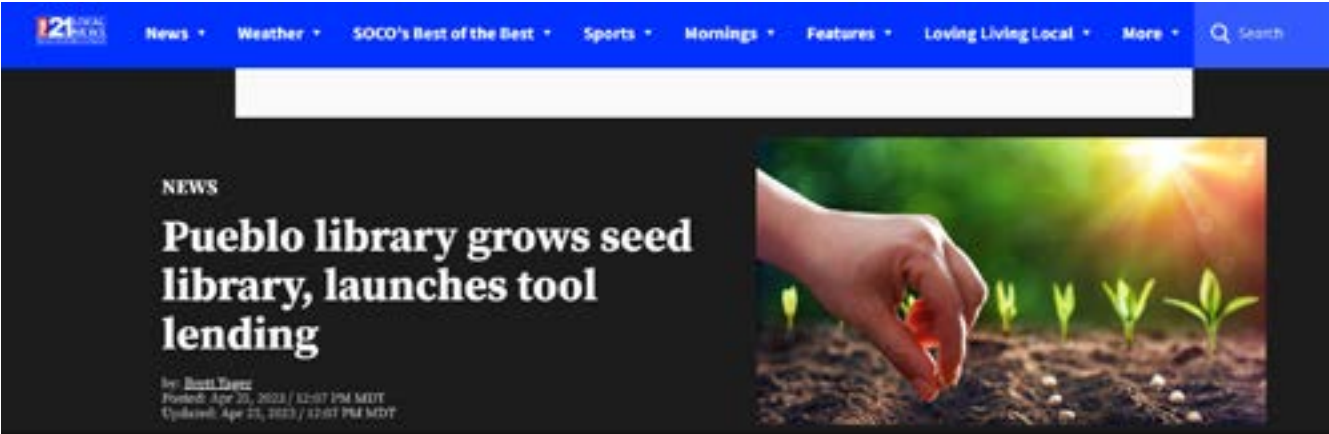 21 LOCAL NEWS
News Weather SOCO's Best of the Best Sports Mornings Features Loving Living Local More Search
NEWS
Pueblo library grows seed
library, launches tool
lending
by: Brett Yager
Posted: Apr 21, 2023 / 12:07 PM MDT
Updated: Apr 21, 2023 / 12:07 PM MDT